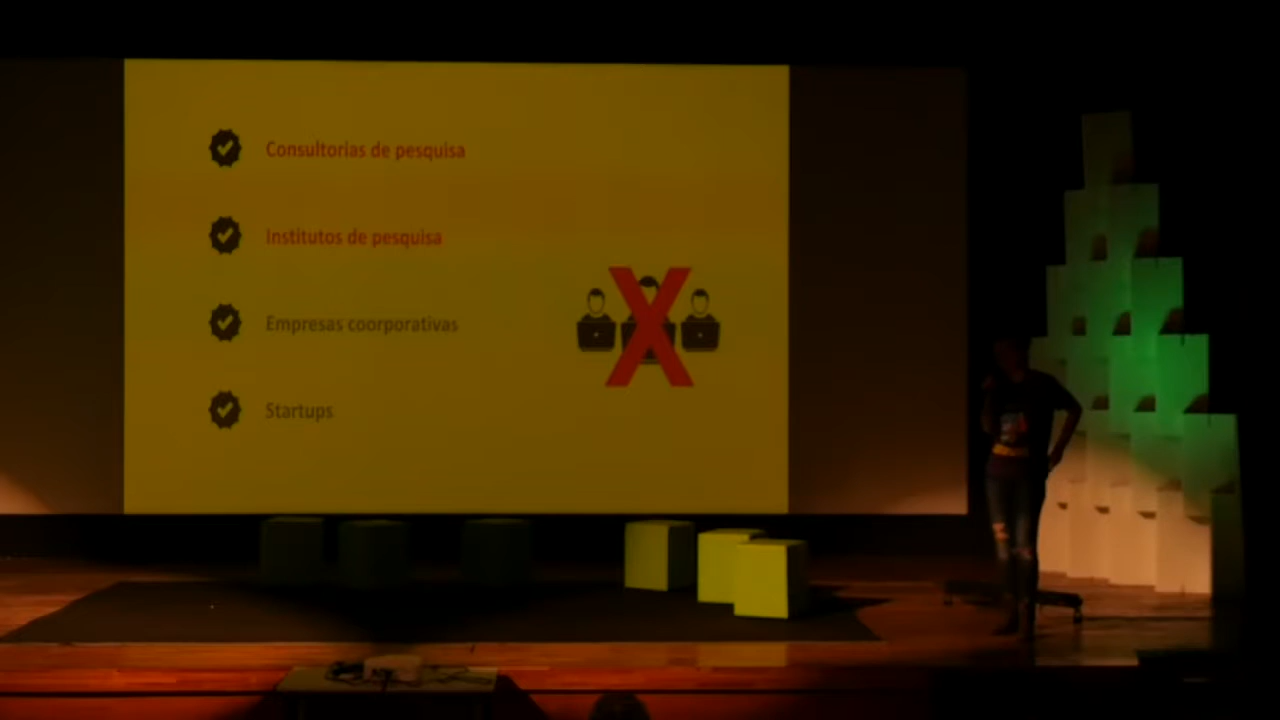 Consultorias de pesquisa
Institutos de pesquisa
Empresas coorporativas
Startups